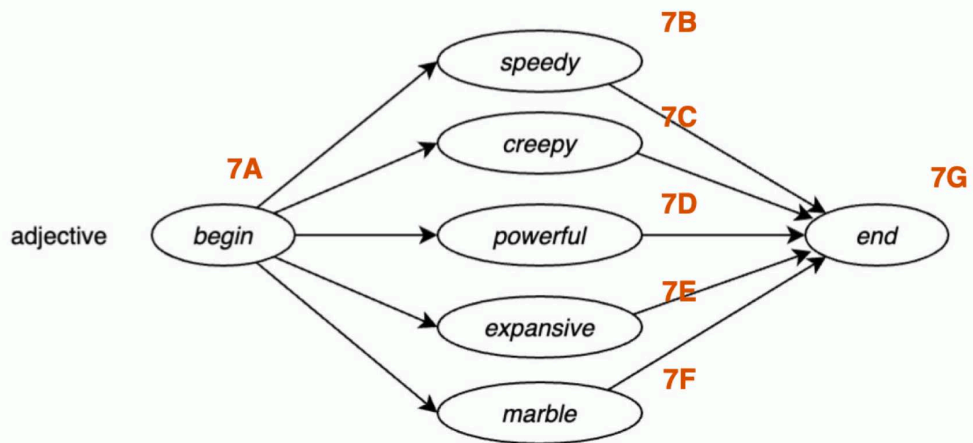 7B
speedy
7C
creepy
7A
7G
7D
adjective begin powerful end
7E
expansive
7F
marble